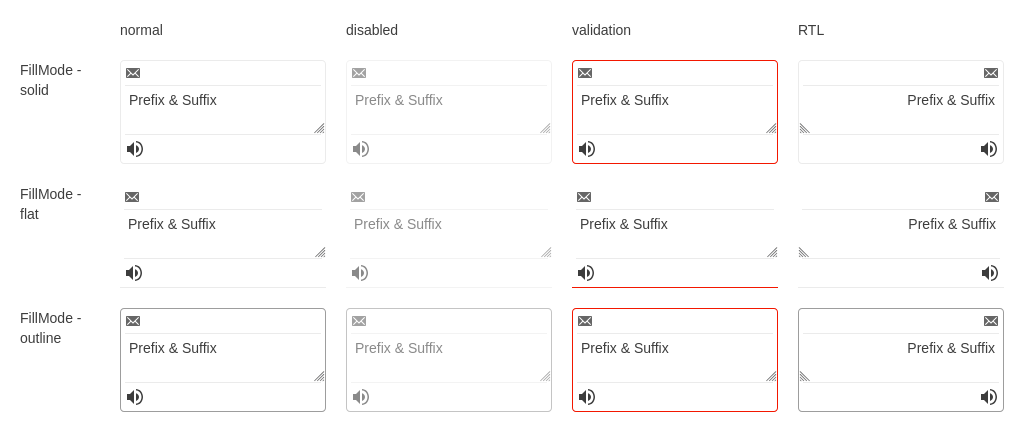 normal disabled validation RTL
FillMode -
solid
Prefix & Suffix Prefix & Suffix Prefix & Suffix Prefix & Suffix
FillMode -
flat
Prefix & Suffix Prefix & Suffix Prefix & Suffix Prefix & Suffix
FillMode -
outline
Prefix & Suffix Prefix & Suffix Prefix & Suffix Prefix & Suffix